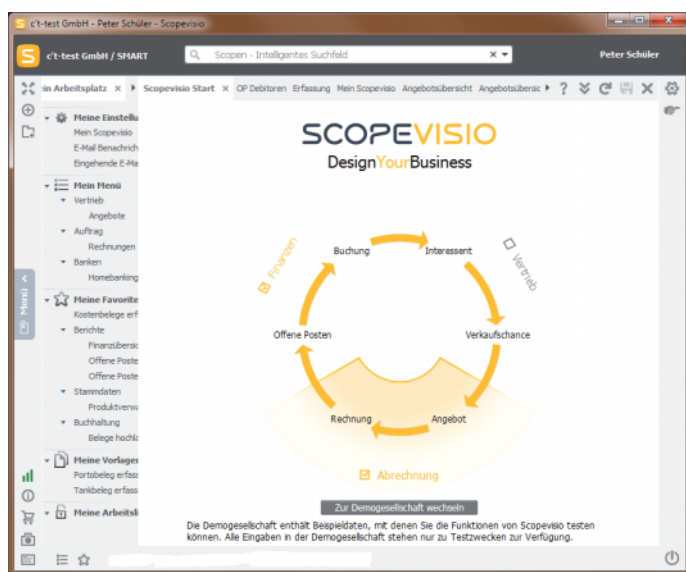 c't-test GmbH - Peter Schüler - Scopevisio
c't-test GmbH / SMART
Scopen - Intelligentes Suchfeld
Peter Schüler
in Arbeitsplatz
Scopevisio Start
OP Debitoren
Erfassung
Mein Scopevisio
Angebotsübersicht
Angebotsübersic
Meine Einstellu
Mein Scopevisio
E-Mail Benachrich
Eingehende E-Ma
Mein Menü
Vertrieb
Angebote
Auftrag
Rechnungen
Banken
Homebanking
Menü
Meine Favorite
Kostenbelege erf
Berichte
Finanzübersic
Offene Poste
Offene Poste
Stammdaten
Produktverwa
Buchhaltung
Belege hochla
Meine Vorlagen
Portobeleg erfass
Tankbeleg erfass
Meine Arbeitsl
SCOPEVISIO
DesignYourBusiness
Finanzen
Buchung
Interessent
Vertrieb
Offene Posten
Verkaufschance
Rechnung
Angebot
Abrechnung
Zur Demogesellschaft wechseln
Die Demogesellschaft enthält Beispieldaten, mit denen Sie die Funktionen von Scopevisio testen
können. Alle Eingaben in der Demogesellschaft stehen nur zu Testzwecken zur Verfügung.